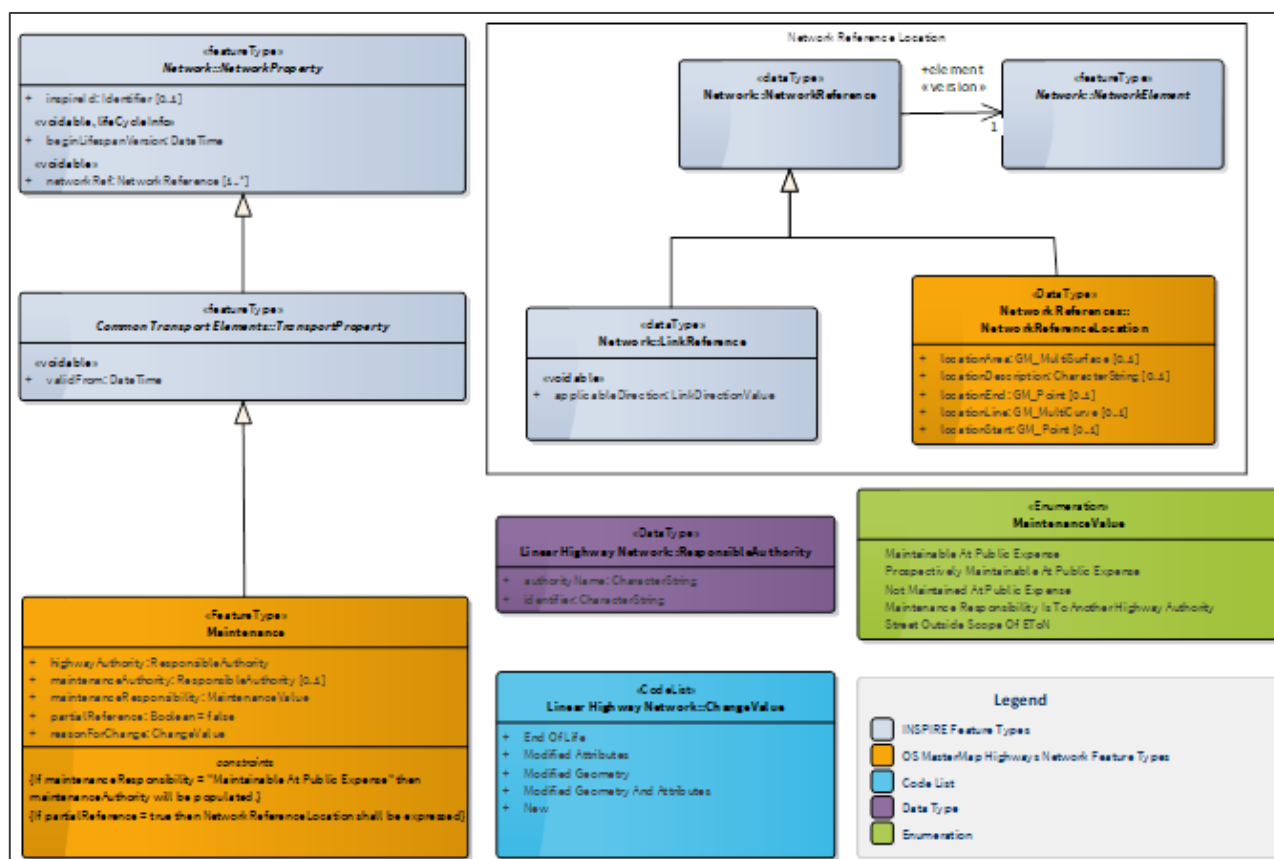 «featureType»
Network::NetworkProperty
+ inspireId: Identifier [0..1]
«voidable, lifeCycleInfo»
+ beginLifespanVersion: DateTime
«voidable»
+ networkRef: NetworkReference [1..*]
«featureType»
Common Transport Elements::TransportProperty
«voidable»
+ validFrom: DateTime
«FeatureType»
Maintenance
+ highwayAuthority: ResponsibleAuthority
+ maintenanceAuthority: ResponsibleAuthority [0..1]
+ maintenanceResponsibility: MaintenanceValue
+ partialReference: Boolean = false
+ reasonForChange: ChangeValue
constraints
{If maintenanceResponsibility = "Maintainable At Public Expense" then
maintenanceAuthority will be populated.}
{If partialReference = true then NetworkReferenceLocation shall be expressed}
Network Reference Location
«dataType»
Network::NetworkReference
+element
«version»
1
«featureType»
Network::NetworkElement
«dataType»
Network::LinkReference
«voidable»
+ applicableDirection: LinkDirectionValue
«DataType»
Network References::
NetworkReferenceLocation
+ locationArea: GM_MultiSurface [0..1]
+ locationDescription: CharacterString [0..1]
+ locationEnd: GM_Point [0..1]
+ locationLine: GM_MultiCurve [0..1]
+ locationStart: GM_Point [0..1]
«DataType»
Linear Highway Network::ResponsibleAuthority
+ authorityName: CharacterString
+ identifier: CharacterString
«Enumeration»
MaintenanceValue
Maintainable At Public Expense
Prospectively Maintainable At Public Expense
Not Maintained At Public Expense
Maintenance Responsibility Is To Another Highway Authority
Street Outside Scope Of EToN
«CodeList»
Linear Highway Network::ChangeValue
+ End Of Life
+ Modified Attributes
+ Modified Geometry
+ Modified Geometry And Attributes
+ New
Legend
INSPIRE Feature Types
OS MasterMap Highways Network Feature Types
Code List
Data Type
Enumeration